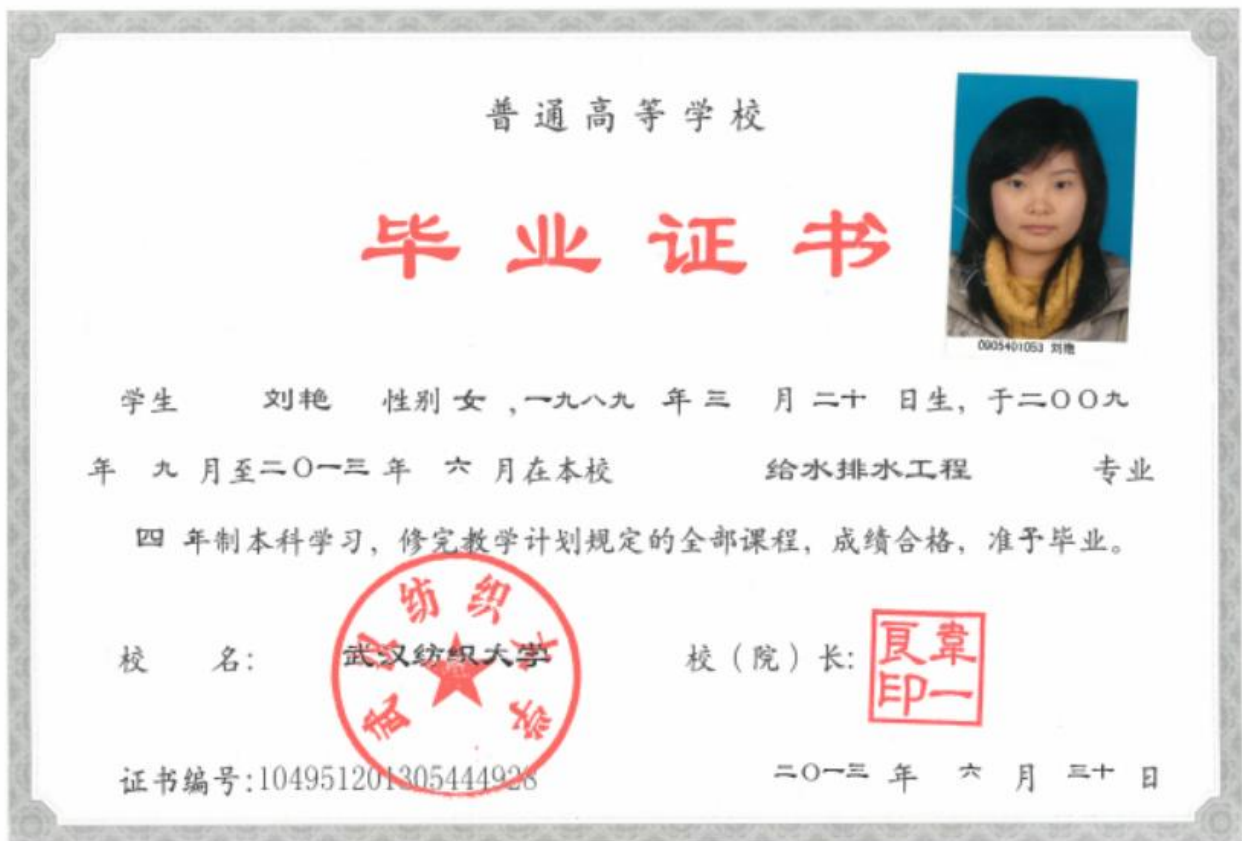 普通高等学校
毕业证书
0905401053 刘艳
学生 刘艳 性别 女 ,一九八九 年 三 月 二十 日生, 于二〇〇九
年 九 月至二〇一三 年 六 月在本校 给水排水工程 专业
四 年制本科学习, 修完教学计划规定的全部课程, 成绩合格, 准予毕业。
校 名: 武汉纺织大学 校(院)长:
武汉纺织大学
韦一良印
证书编号:104951201305444928 二〇一三 年 六 月 三十 日